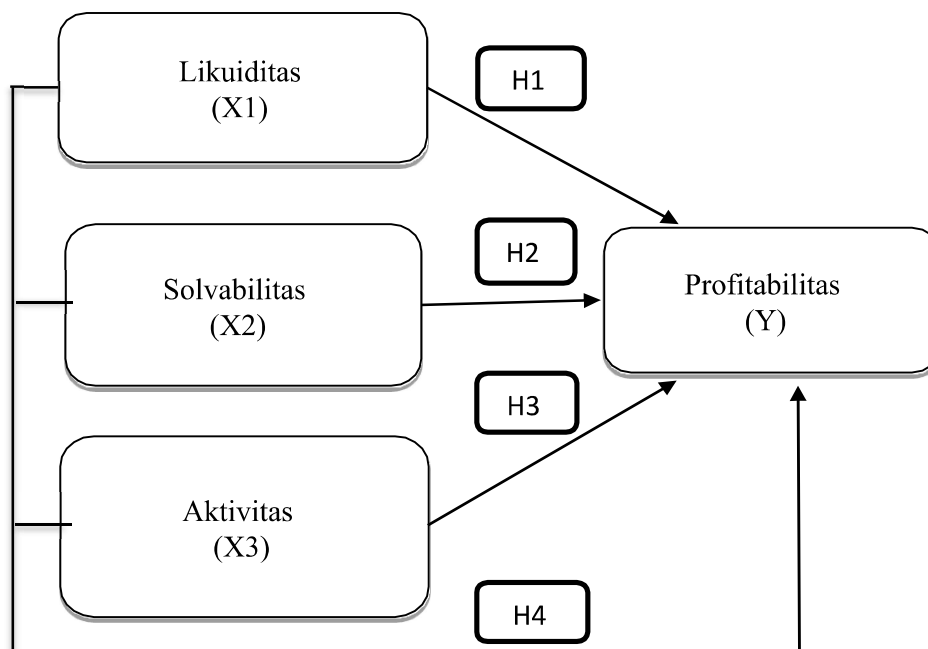 Likuiditas
(X1)
H1
Solvabilitas
(X2)
H2
Profitabilitas
(Y)
H3
Aktivitas
(X3)
H4